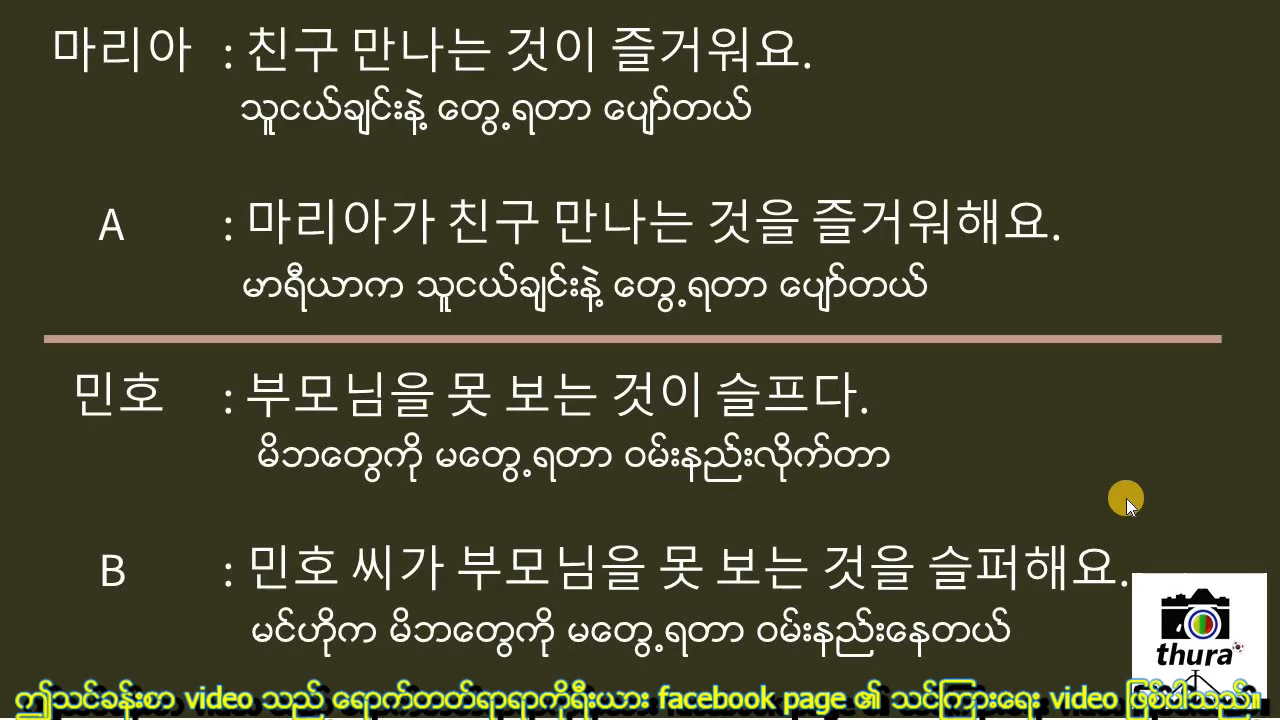 마리아 : 친구 만나는 것이 즐거워요.
သူငယ်ချင်းနဲ့ တွေ့ရတာ ပျော်တယ်
A : 마리아가 친구 만나는 것을 즐거워해요.
မာရီယာက သူငယ်ချင်းနဲ့ တွေ့ရတာ ပျော်တယ်
민호 : 부모님을 못 보는 것이 슬프다.
မိဘတွေကို မတွေ့ရတာ ဝမ်းနည်းလိုက်တာ
B : 민호 씨가 부모님을 못 보는 것을 슬퍼해요.
မင်ဟိုက မိဘတွေကို မတွေ့ရတာ ဝမ်းနည်းနေတယ်
thura
ဤသင်ခန်းစာ video သည် ရောက်တတ်ရာရာကိုရီးယား facebook page ၏ သင်ကြားရေး video ဖြစ်ပါသည်။